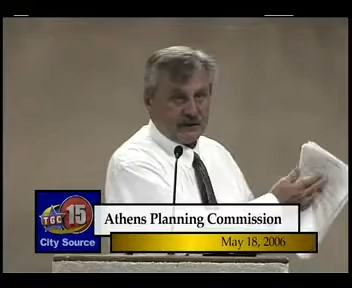 TGC 15
City Source
Athens Planning Commission
May 18, 2006